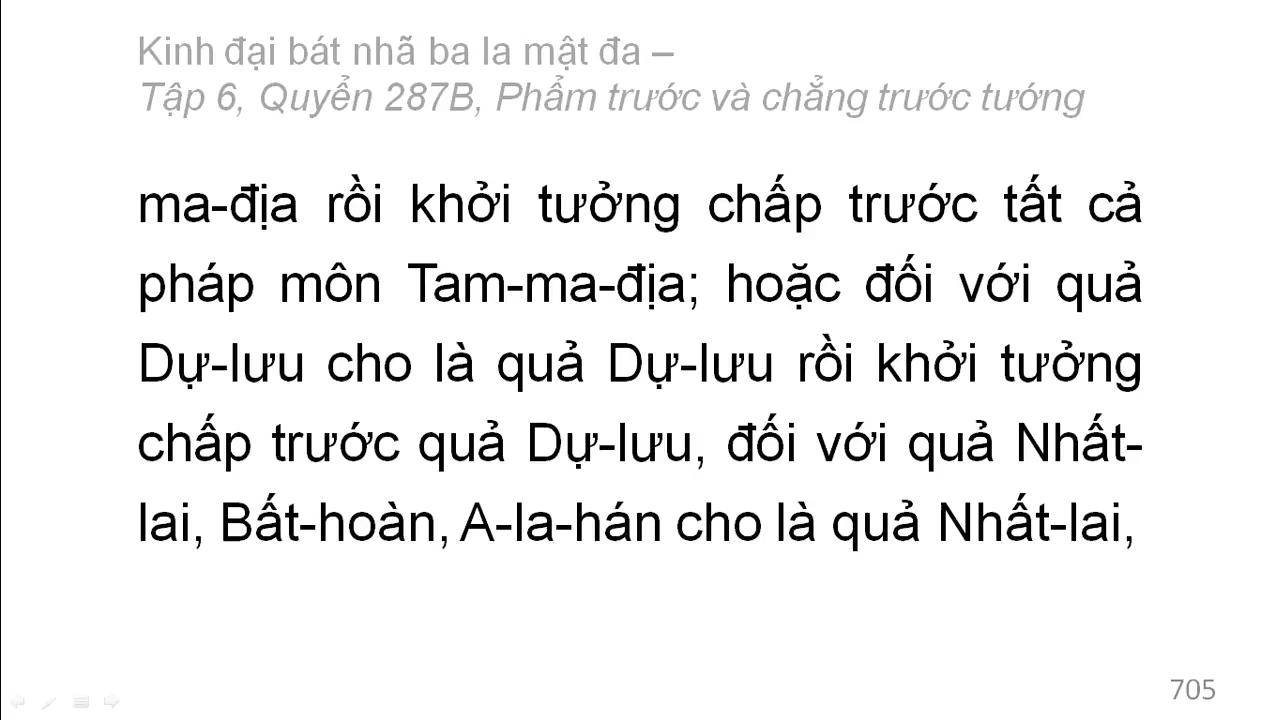 Kinh đại bát nhã ba la mật đa –
Tập 6, Quyển 287B, Phẩm trước và chẳng trước tướng
ma-địa rồi khởi tưởng chấp trước tất cả
pháp môn Tam-ma-địa; hoặc đối với quả
Dự-lưu cho là quả Dự-lưu rồi khởi tưởng
chấp trước quả Dự-lưu, đối với quả Nhất-
lai, Bất-hoàn, A-la-hán cho là quả Nhất-lai,
705